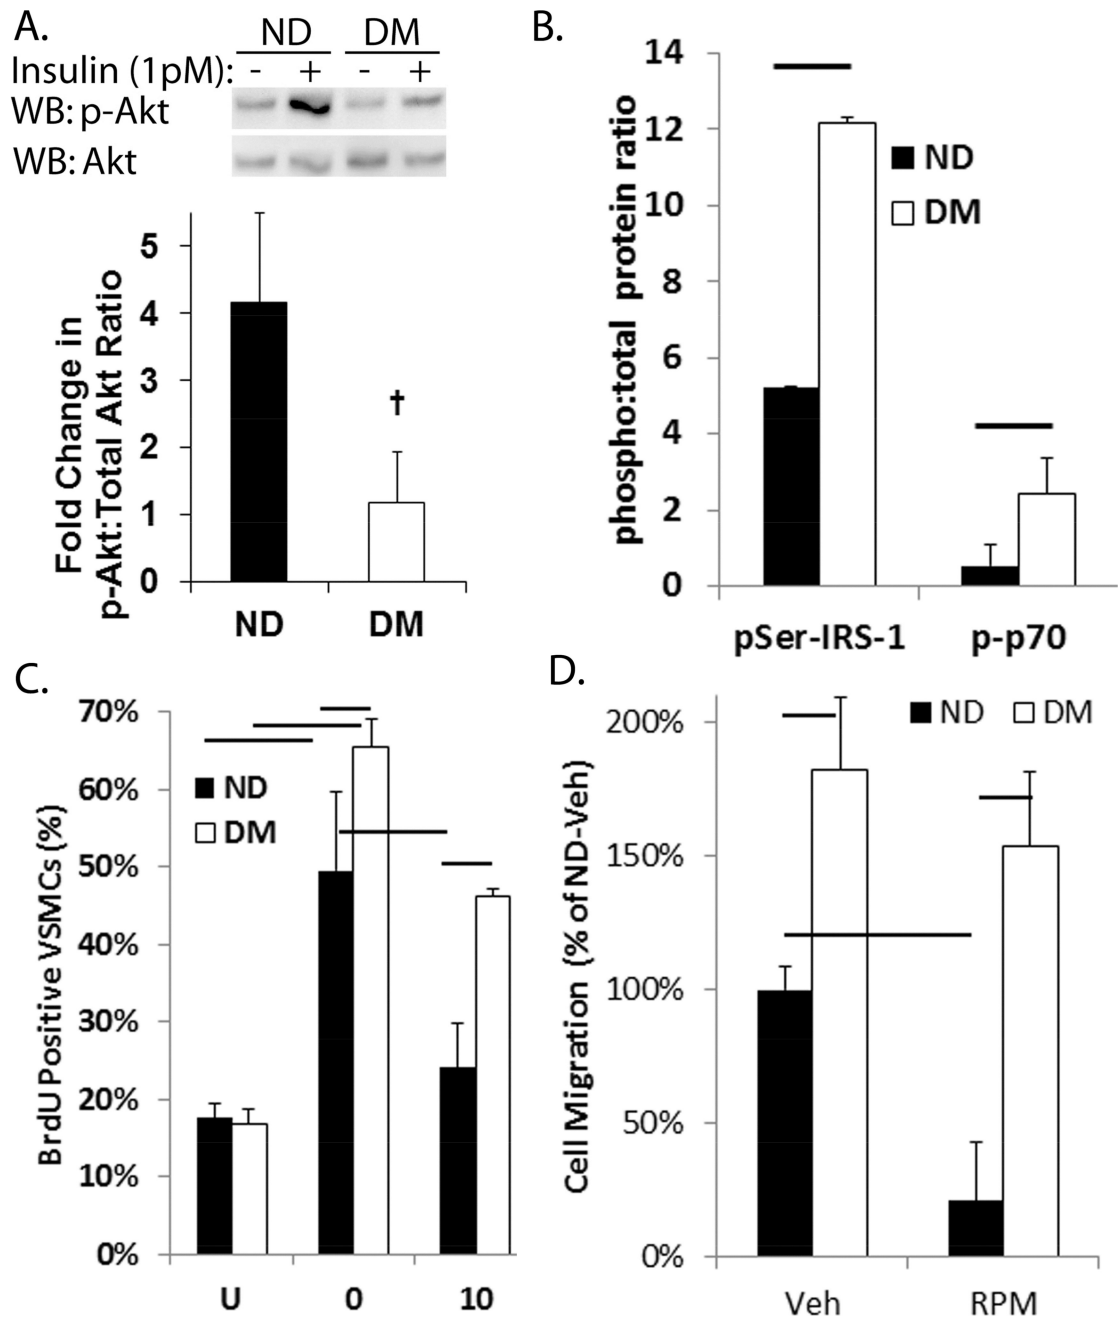 A.
ND DM
Insulin (1pM): - + - +
WB: p-Akt
WB: Akt
Fold Change in
p-Akt:Total Akt Ratio
5
4
3
2
1
0
†
ND DM
B.
phospho:total protein ratio
14
12
10
8
6
4
2
0
ND
DM
pSer-IRS-1 p-p70
C.
BrdU Positive VSMCs (%)
70%
60%
50%
40%
30%
20%
10%
0%
ND
DM
U 0 10
D.
Cell Migration (% of ND-Veh)
200%
150%
100%
50%
0%
ND DM
Veh RPM